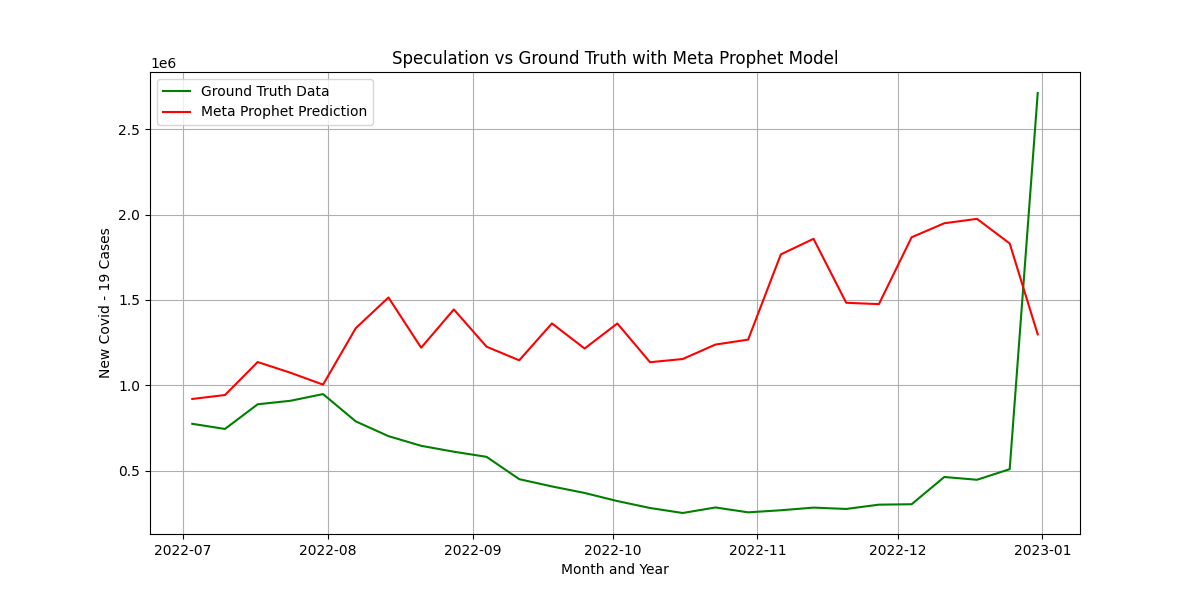 Speculation vs Ground Truth with Meta Prophet Model
1e6
Ground Truth Data
Meta Prophet Prediction
2.5
2.0
1.5
1.0
0.5
New Covid - 19 Cases
2022-07 2022-08 2022-09 2022-10 2022-11 2022-12 2023-01
Month and Year